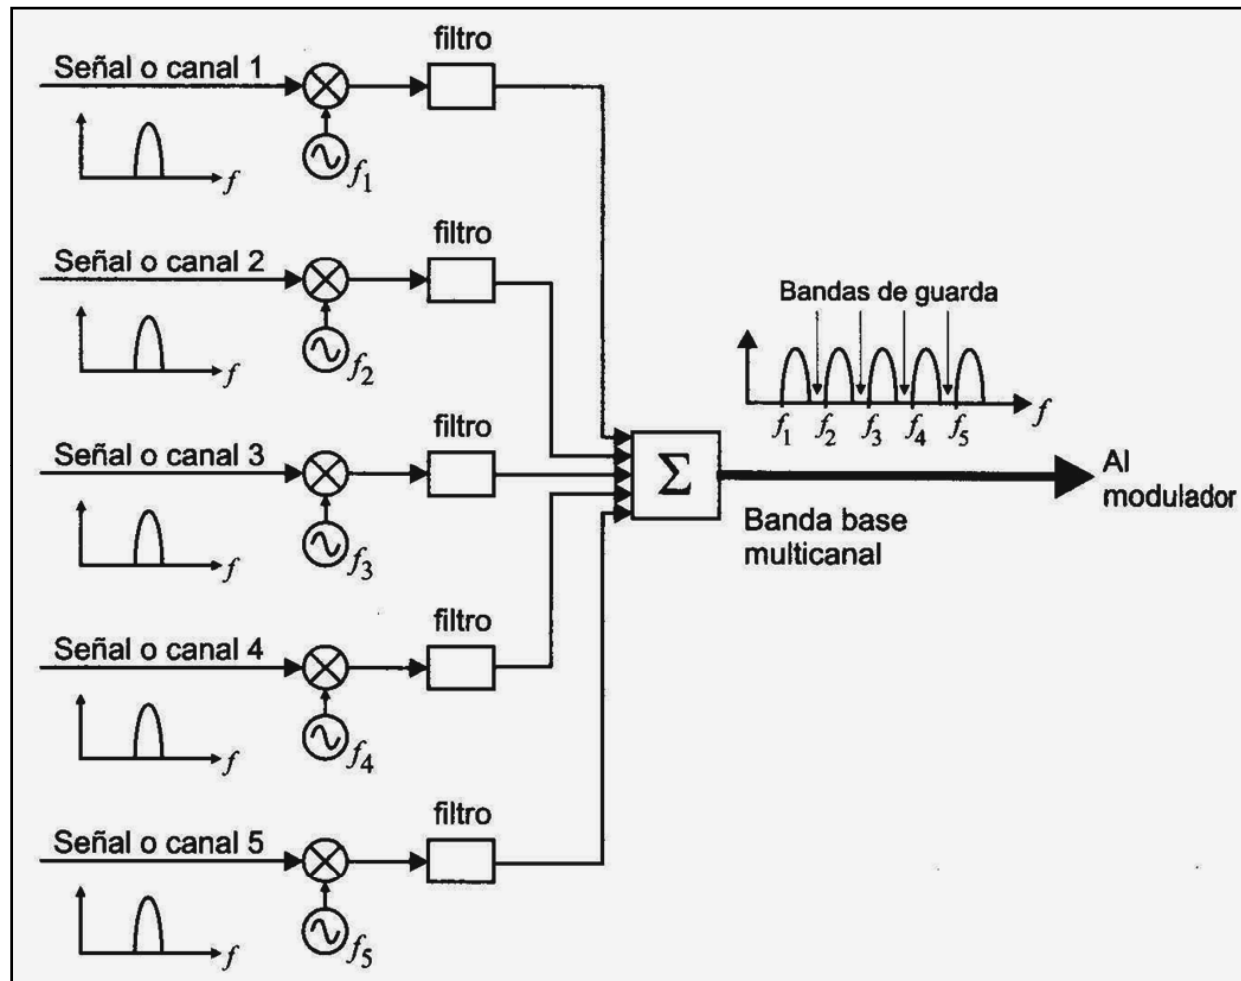 filtro
Señal o canal 1
f
f1
filtro
Señal o canal 2
f
f2
filtro
Señal o canal 3
f
f3
filtro
Señal o canal 4
f
f4
filtro
Señal o canal 5
f
f5
Bandas de guarda
f1 f2 f3 f4 f5
f
Σ
Al
modulador
Banda base
multicanal